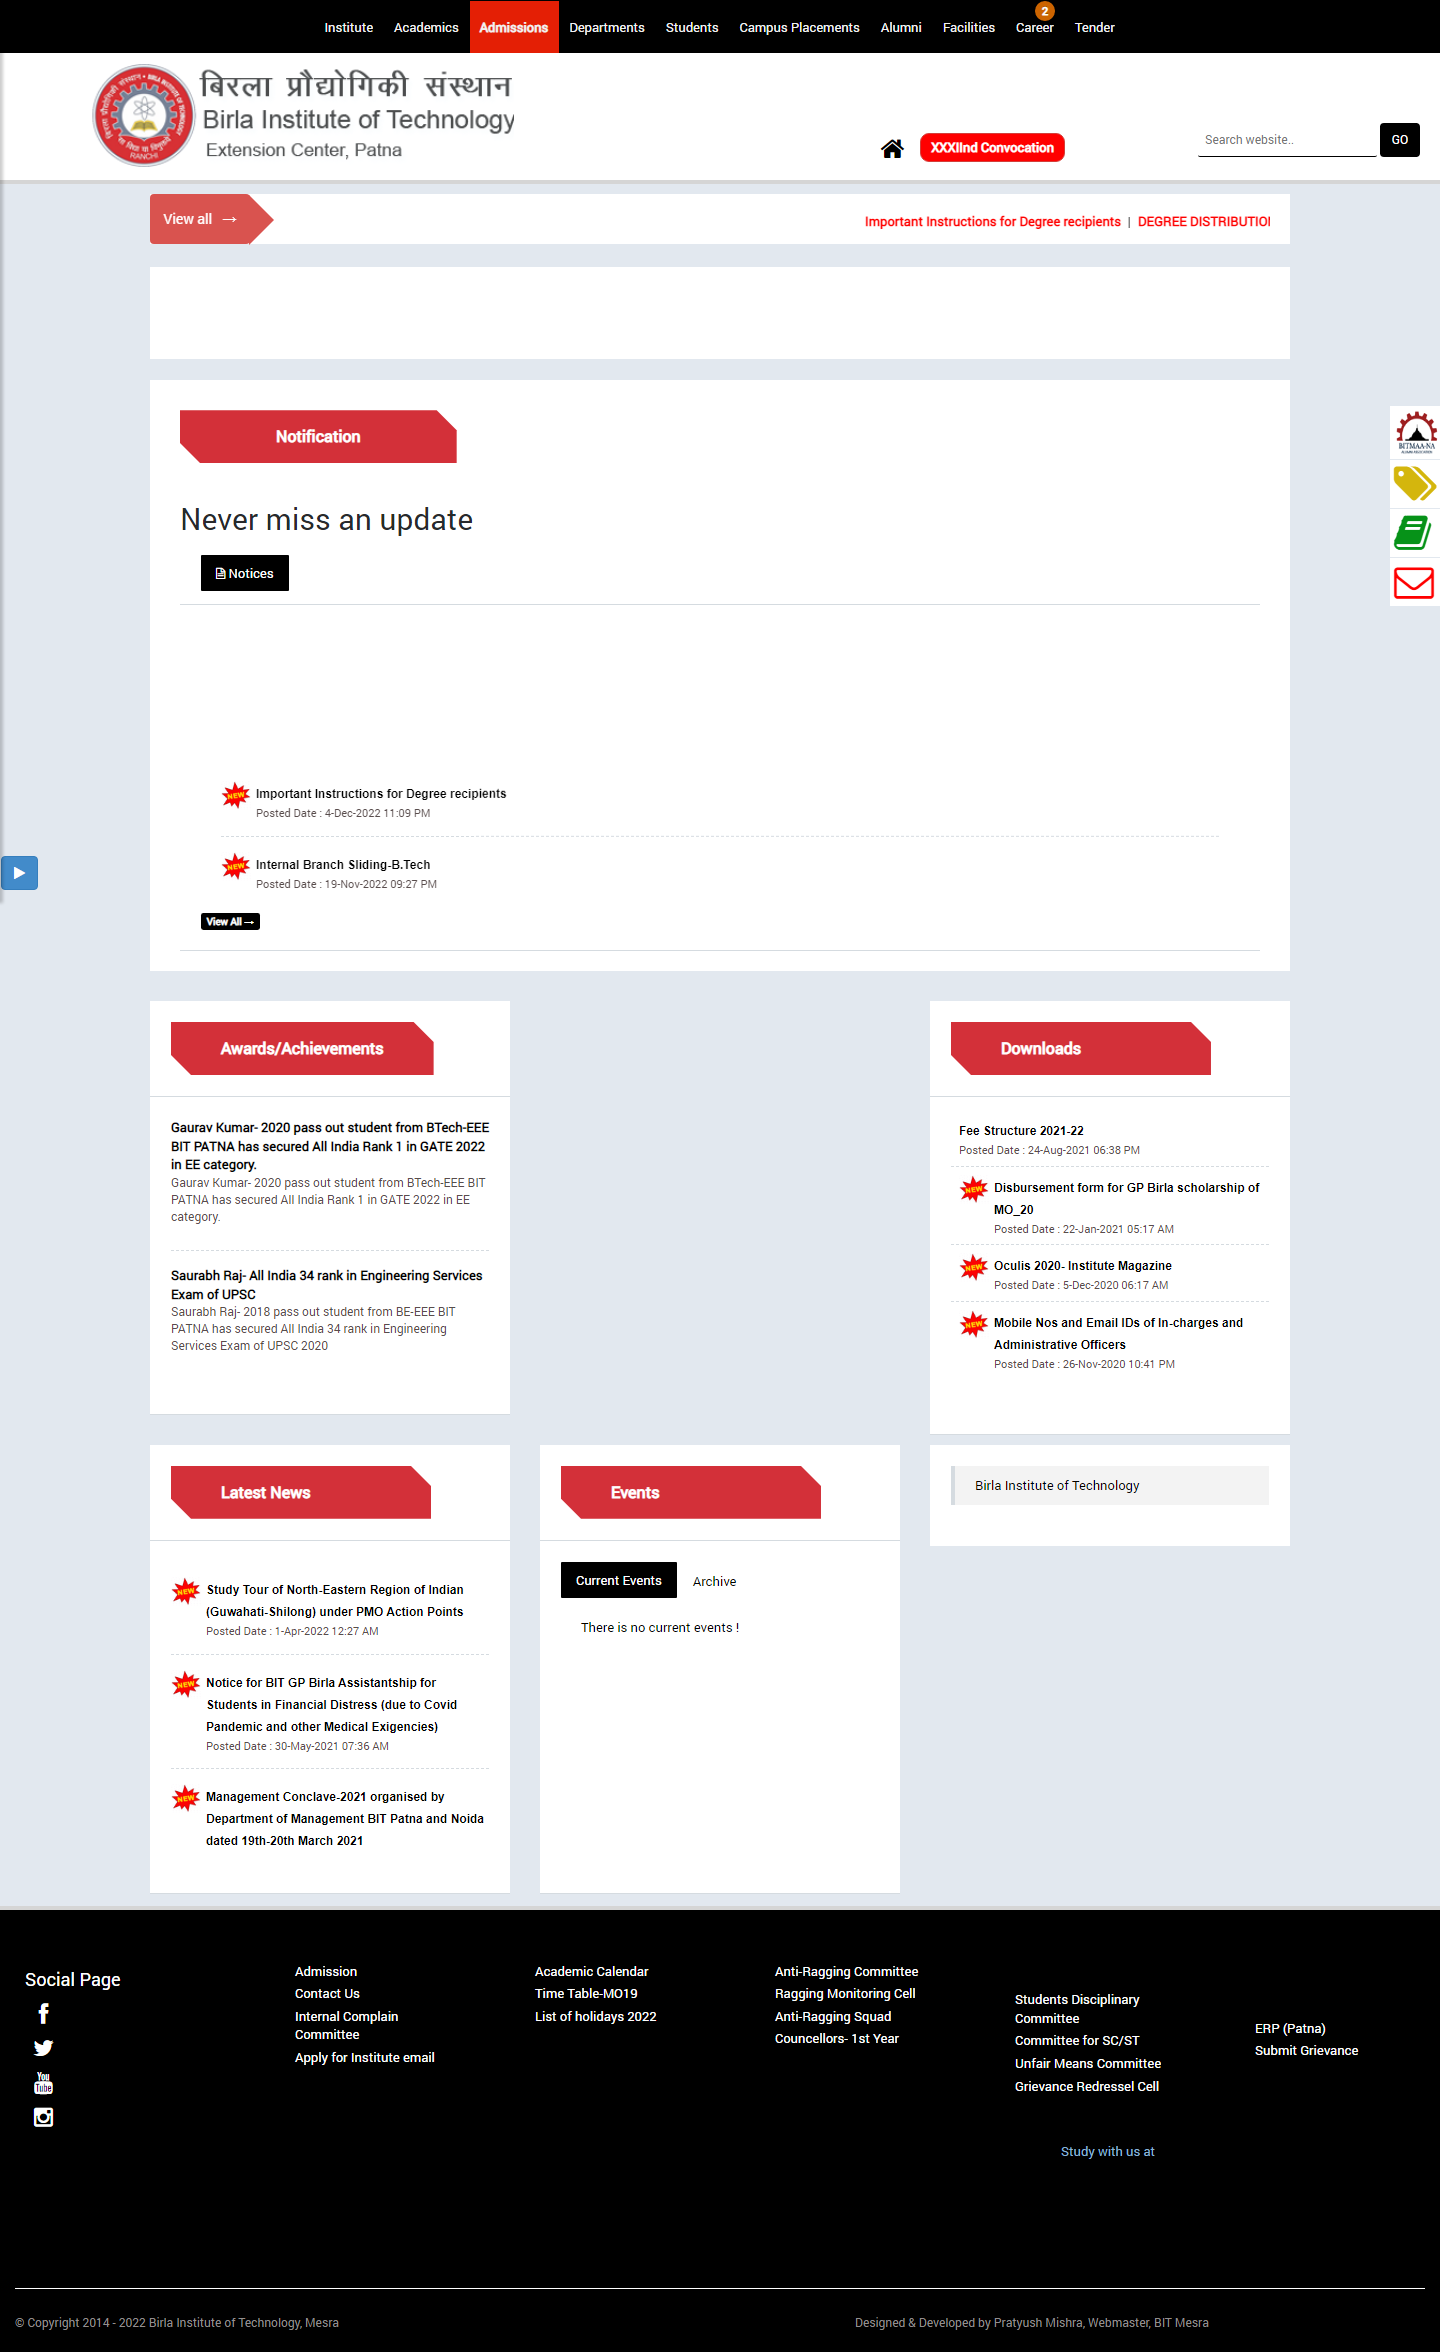 Institute Academics Admissions Departments Students Campus Placements Alumni Facilities Career 2 Tender
बिरला प्रौद्योगिकी संस्थान
Birla Institute of Technology
Extension Center, Patna
RANCHI
XXXIInd Convocation
Search website..
GO
View all →
Important Instructions for Degree recipients | DEGREE DISTRIBUTIO
Notification
BITMAA-NA
Never miss an update
Notices
NEW Important Instructions for Degree recipients
Posted Date : 4-Dec-2022 11:09 PM
NEW Internal Branch Sliding-B.Tech
Posted Date : 19-Nov-2022 09:27 PM
View All →
Awards/Achievements
Gaurav Kumar- 2020 pass out student from BTech-EEE
BIT PATNA has secured All India Rank 1 in GATE 2022
in EE category.
Gaurav Kumar- 2020 pass out student from BTech-EEE BIT
PATNA has secured All India Rank 1 in GATE 2022 in EE
category.
Saurabh Raj- All India 34 rank in Engineering Services
Exam of UPSC
Saurabh Raj- 2018 pass out student from BE-EEE BIT
PATNA has secured All India 34 rank in Engineering
Services Exam of UPSC 2020
Downloads
Fee Structure 2021-22
Posted Date : 24-Aug-2021 06:38 PM
NEW Disbursement form for GP Birla scholarship of
MO_20
Posted Date : 22-Jan-2021 05:17 AM
NEW Oculis 2020- Institute Magazine
Posted Date : 5-Dec-2020 06:17 AM
NEW Mobile Nos and Email IDs of In-charges and
Administrative Officers
Posted Date : 26-Nov-2020 10:41 PM
Latest News
NEW Study Tour of North-Eastern Region of Indian
(Guwahati-Shilong) under PMO Action Points
Posted Date : 1-Apr-2022 12:27 AM
NEW Notice for BIT GP Birla Assistantship for
Students in Financial Distress (due to Covid
Pandemic and other Medical Exigencies)
Posted Date : 30-May-2021 07:36 AM
NEW Management Conclave-2021 organised by
Department of Management BIT Patna and Noida
dated 19th-20th March 2021
Events
Current Events Archive
There is no current events !
Birla Institute of Technology
Social Page
You
Tube
Admission
Contact Us
Internal Complain
Committee
Apply for Institute email
Academic Calendar
Time Table-MO19
List of holidays 2022
Anti-Ragging Committee
Ragging Monitoring Cell
Anti-Ragging Squad
Councellors- 1st Year
Students Disciplinary
Committee
Committee for SC/ST
Unfair Means Committee
Grievance Redressel Cell
ERP (Patna)
Submit Grievance
Study with us at
© Copyright 2014 - 2022 Birla Institute of Technology, Mesra
Designed & Developed by Pratyush Mishra, Webmaster, BIT Mesra